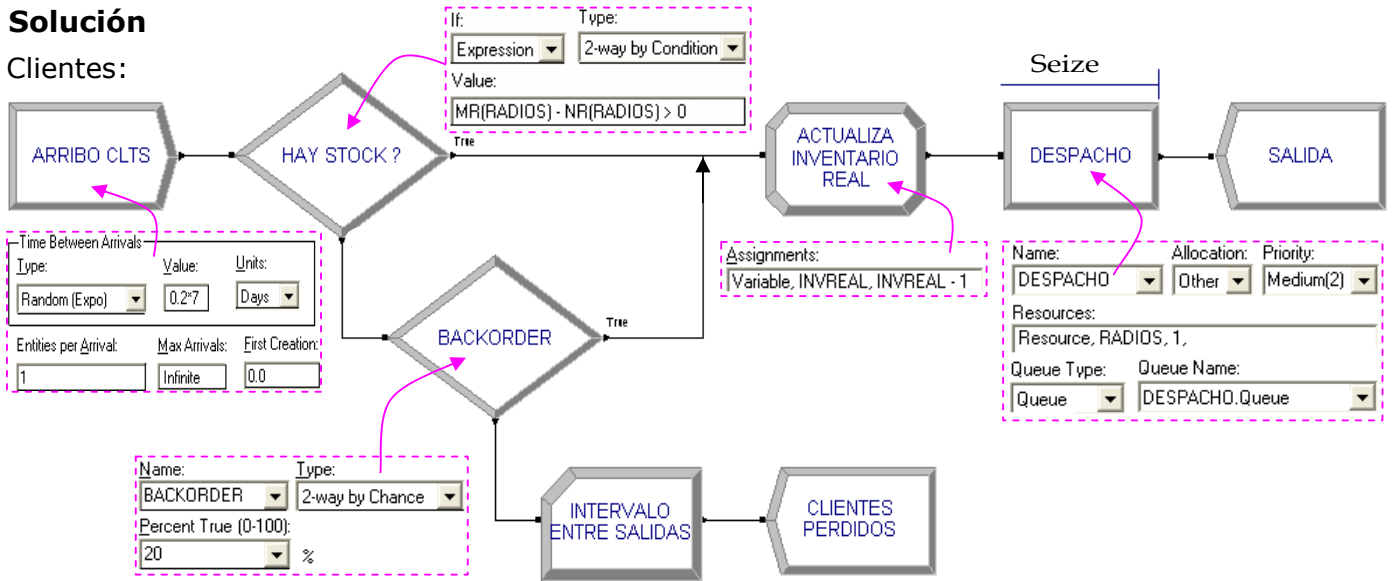 Solución
Clientes:
If:
Type:
Expression
2-way by Condition
Value:
MR(RADIOS) - NR(RADIOS) > 0
Seize
ARRIBO CLTS
HAY STOCK ?
True
ACTUALIZA
INVENTARIO
REAL
DESPACHO
SALIDA
Time Between Arrivals
Type:
Value:
Units:
Random (Expo)
0.2*7
Days
Entities per Arrival:
Max Arrivals:
First Creation:
1
Infinite
0.0
Assignments:
Variable, INVREAL, INVREAL - 1
Name:
Allocation:
Priority:
DESPACHO
Other
Medium(2)
Resources:
Resource, RADIOS, 1,
Queue Type:
Queue Name:
Queue
DESPACHO.Queue
BACKORDER
True
Name:
Type:
BACKORDER
2-way by Chance
Percent True (0-100):
20
%
INTERVALO
ENTRE SALIDAS
CLIENTES
PERDIDOS